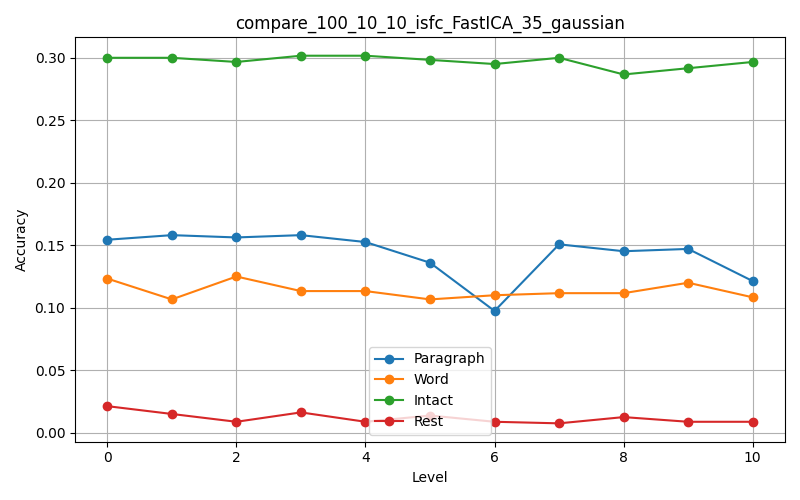 compare_100_10_10_isfc_FastICA_35_gaussian
Accuracy
0.30
0.25
0.20
0.15
0.10
0.05
0.00
Paragraph
Word
Intact
Rest
0 2 4 6 8 10
Level